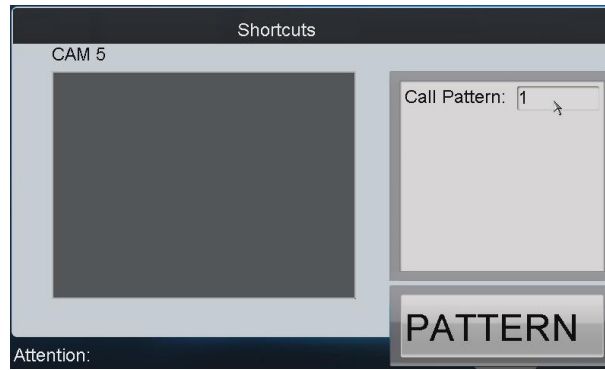 Shortcuts
CAM 5
Call Pattern: 1
PATTERN
Attention: